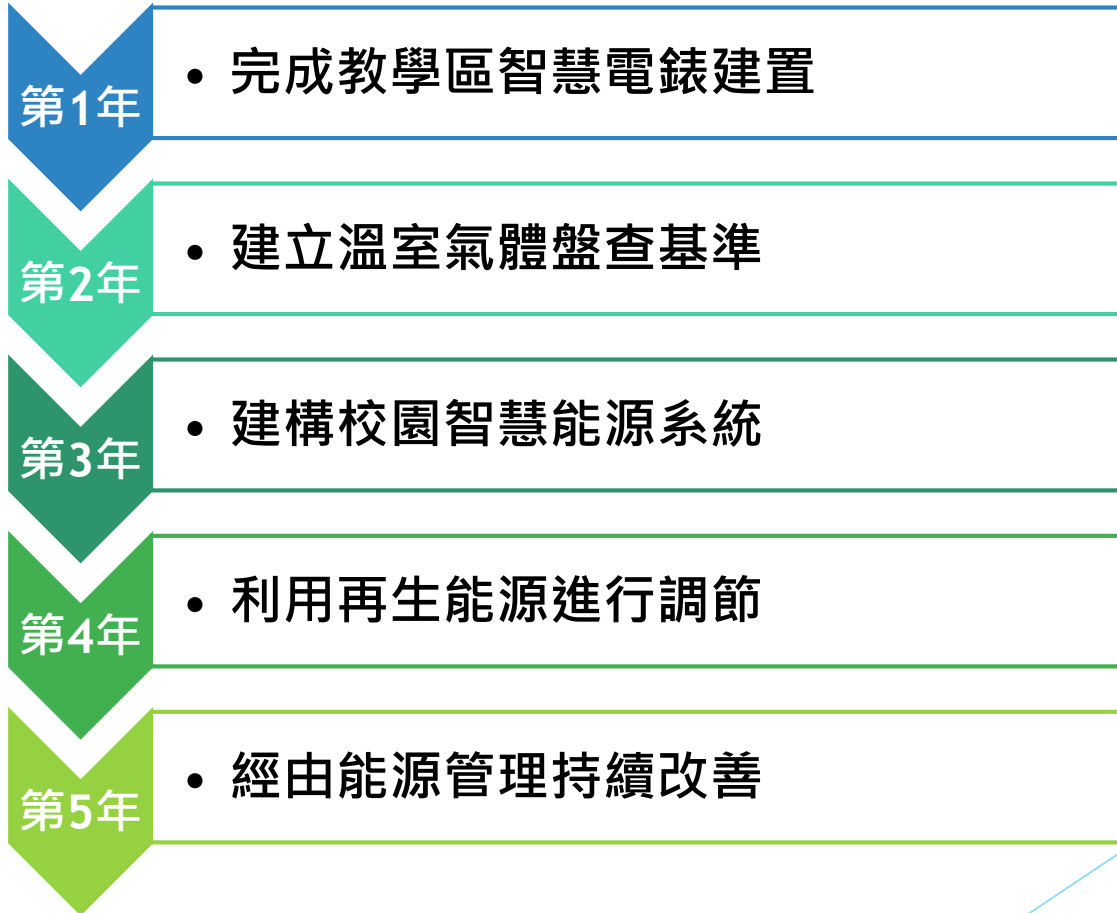 第1年
• 完成教學區智慧電錶建置
第2年
• 建立溫室氣體盤查基準
第3年
• 建構校園智慧能源系統
第4年
• 利用再生能源進行調節
第5年
• 經由能源管理持續改善